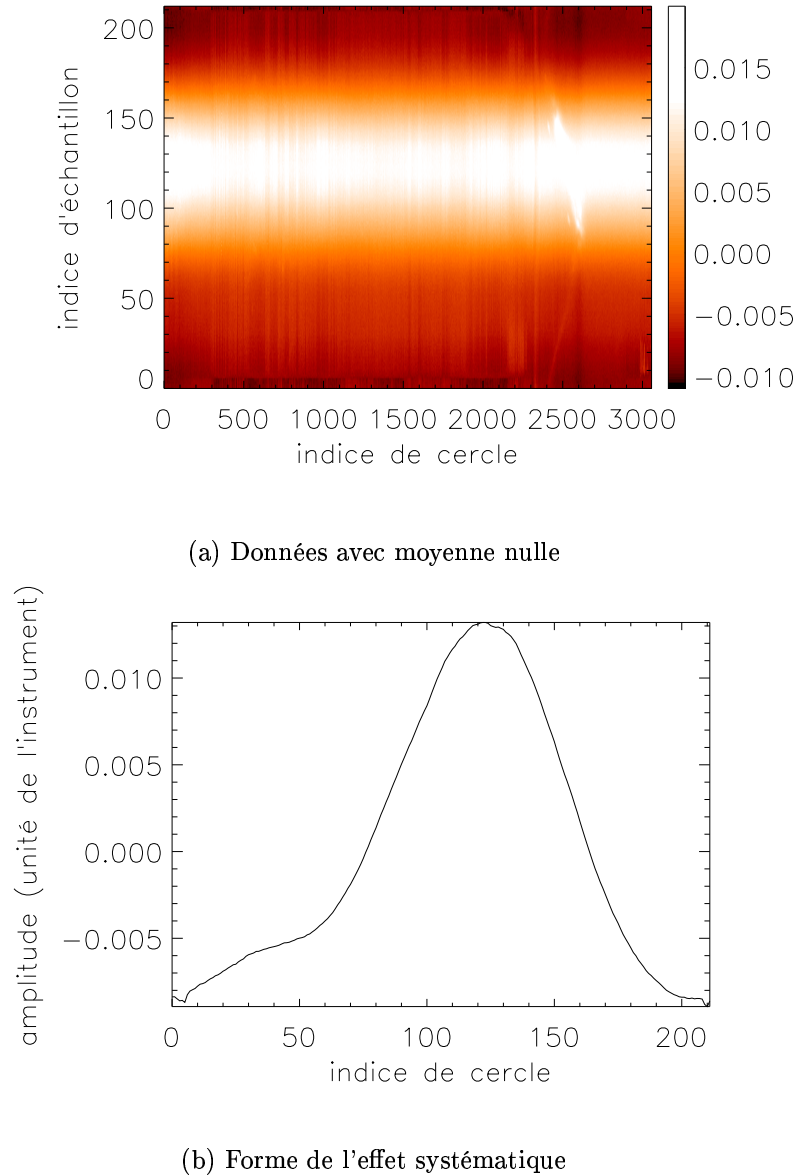 200
150
100
50
0
indice d'échantillon
0.015
0.010
0.005
0.000
−0.005
−0.010
0 500 1000 1500 2000 2500 3000
indice de cercle
(a) Données avec moyenne nulle
0.010
0.005
0.000
−0.005
amplitude (unité de l'instrument)
0 50 100 150 200
indice de cercle
(b) Forme de l'effet systématique